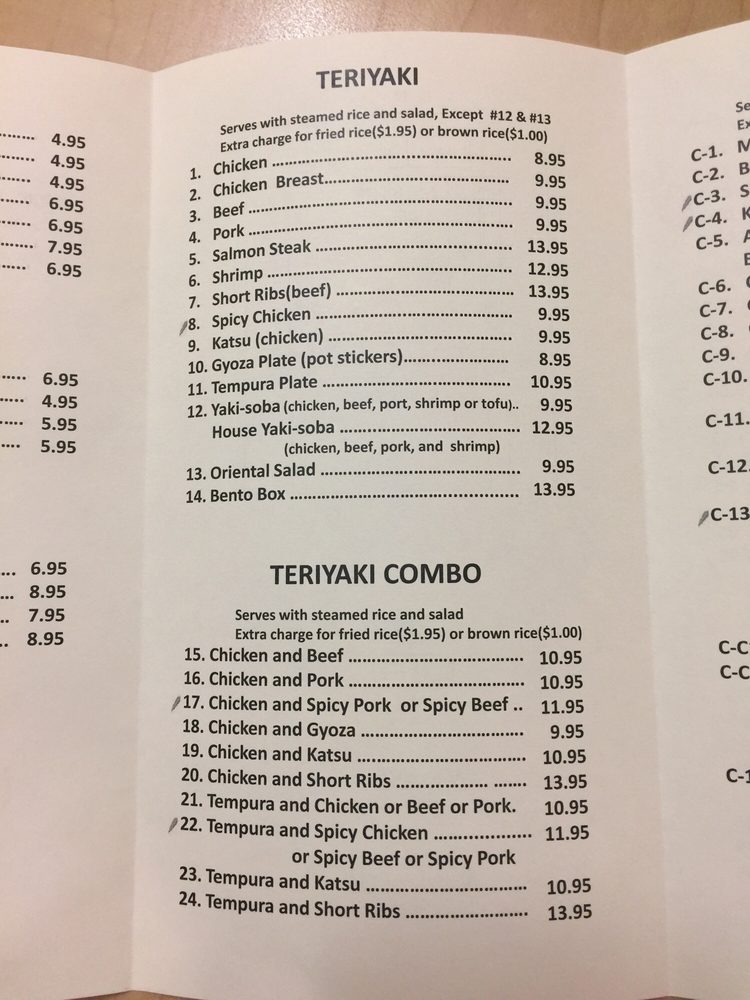 4.95
4.95
4.95
6.95
6.95
7.95
6.95
6.95
4.95
5.95
5.95
6.95
8.95
7.95
8.95
TERIYAKI
Serves with steamed rice and salad, Except #12 & #13
Extra charge for fried rice($1.95) or brown rice($1.00)
1. Chicken ........................................................ 8.95
2. Chicken Breast............................................ 9.95
3. Beef .............................................................. 9.95
4. Pork .............................................................. 9.95
5. Salmon Steak .............................................. 13.95
6. Shrimp ......................................................... 12.95
7. Short Ribs(beef) ......................................... 13.95
8. Spicy Chicken .............................................. 9.95
9. Katsu (chicken) ........................................... 9.95
10. Gyoza Plate (pot stickers)........................ 8.95
11. Tempura Plate ............................................ 10.95
12. Yaki-soba (chicken, beef, port, shrimp or tofu).. 9.95
House Yaki-soba ......................................... 12.95
(chicken, beef, pork, and shrimp)
13. Oriental Salad ............................................. 9.95
14. Bento Box .................................................... 13.95
TERIYAKI COMBO
Serves with steamed rice and salad
Extra charge for fried rice($1.95) or brown rice($1.00)
15. Chicken and Beef ........................................ 10.95
16. Chicken and Pork ........................................ 10.95
17. Chicken and Spicy Pork or Spicy Beef .. 11.95
18. Chicken and Gyoza ..................................... 9.95
19. Chicken and Katsu ...................................... 10.95
20. Chicken and Short Ribs ..................... ....... 13.95
21. Tempura and Chicken or Beef or Pork. 10.95
22. Tempura and Spicy Chicken ...................... 11.95
or Spicy Beef or Spicy Pork
23. Tempura and Katsu .................................... 10.95
24. Tempura and Short Ribs ............................ 13.95
C-1.
C-2.
C-3.
C-4.
C-5.
C-6.
C-7.
C-8.
C-9.
C-10.
C-11.
C-12.
C-13